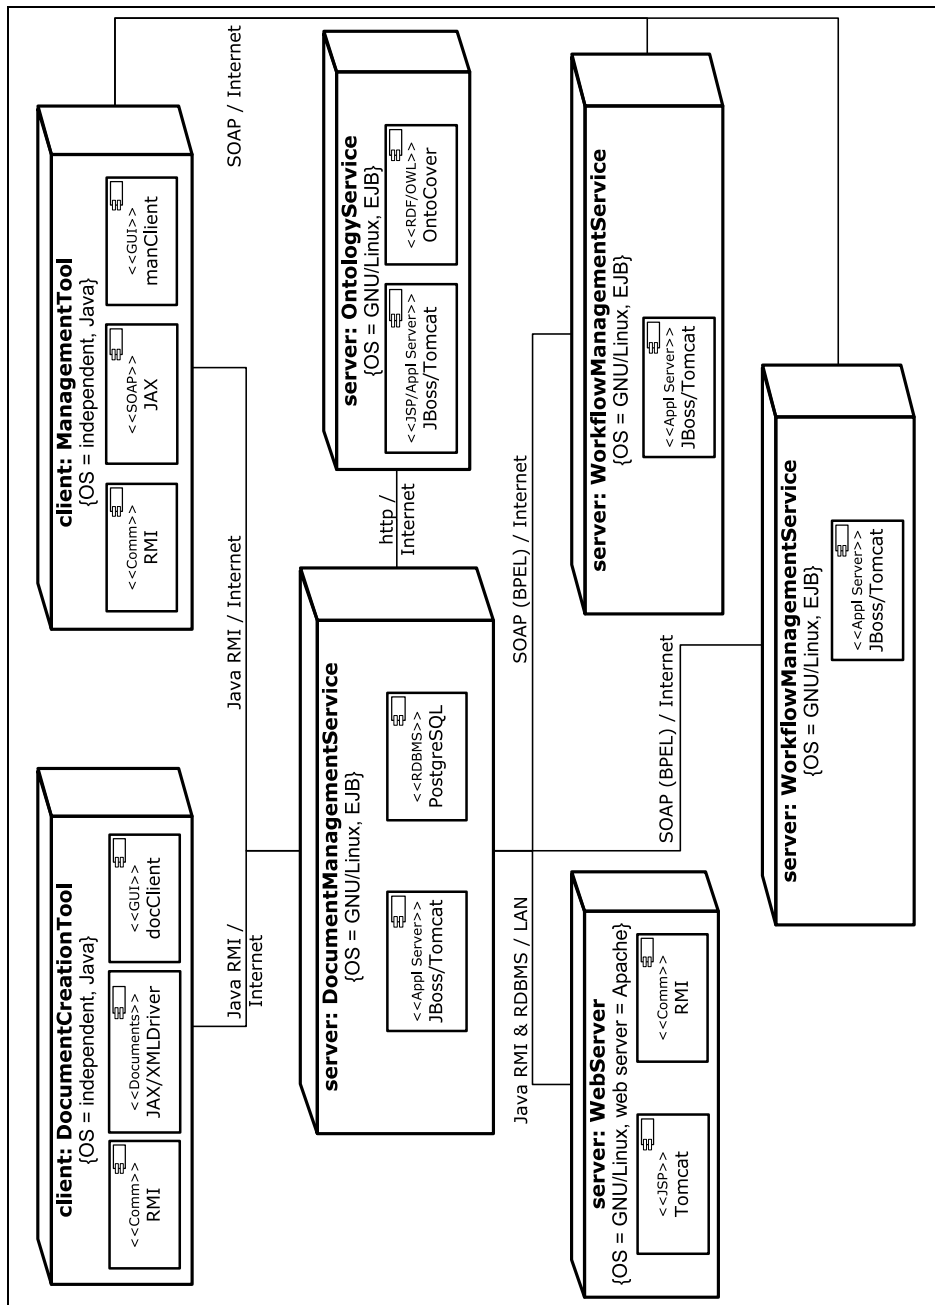 client: DocumentCreationTool
{OS = independent, Java}
<<Comm>>
RMI
<<Documents>>
JAX/XMLDriver
<<GUI>>
docClient
client: ManagementTool
{OS = independent, Java}
<<Comm>>
RMI
<<SOAP>>
JAX
<<GUI>>
manClient
Java RMI /
Internet
Java RMI / Internet
SOAP / Internet
server: DocumentManagementService
{OS = GNU/Linux, EJB}
<<Appl Server>>
JBoss/Tomcat
<<RDBMS>>
PostgreSQL
http /
Internet
server: OntologyService
{OS = GNU/Linux, EJB}
<<JSP/Appl Server>>
JBoss/Tomcat
<<RDF/OWL>>
OntoCover
Java RMI & RDBMS / LAN
SOAP (BPEL) / Internet
server: WebServer
{OS = GNU/Linux, web server = Apache}
<<JSP>>
Tomcat
<<Comm>>
RMI
server: WorkflowManagementService
{OS = GNU/Linux, EJB}
<<Appl Server>>
JBoss/Tomcat
SOAP (BPEL) / Internet
server: WorkflowManagementService
{OS = GNU/Linux, EJB}
<<Appl Server>>
JBoss/Tomcat